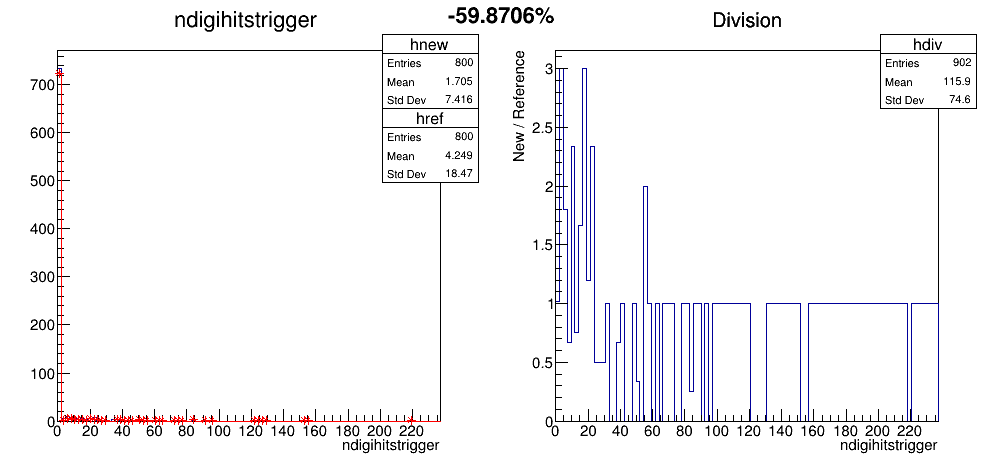 -59.8706%
ndigihitstrigger
hnew
Entries 800
Mean 1.705
Std Dev 7.416
href
Entries 800
Mean 4.249
Std Dev 18.47
700
600
500
400
300
200
100
0
0 20 40 60 80 100 120 140 160 180 200 220
ndigihitstrigger
Division
hdiv
Entries 902
Mean 115.9
Std Dev 74.6
New / Reference
3
2.5
2
1.5
1
0.5
0
0 20 40 60 80 100 120 140 160 180 200 220
ndigihitstrigger